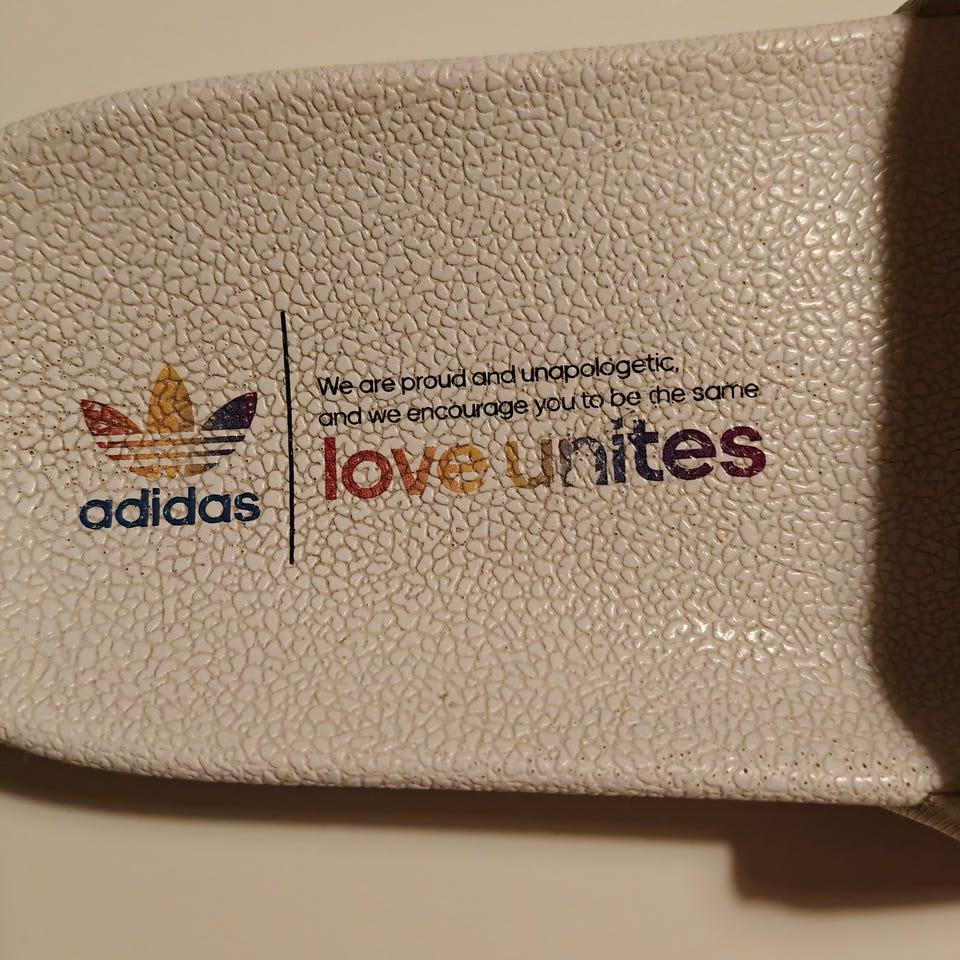 adidas
We are proud and unapologetic,
and we encourage you to be the same
love unites